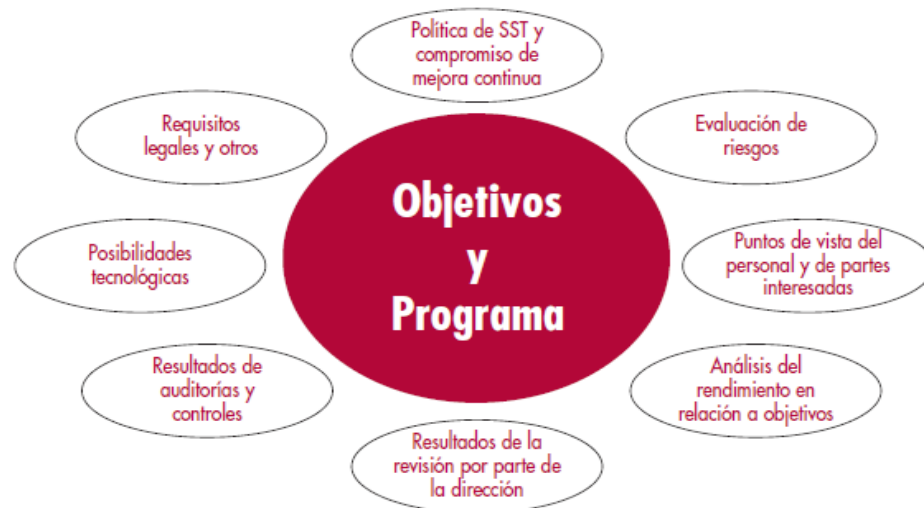 Política de SST y
compromiso de
mejora continua
Requisitos
legales y otros
Evaluación de
riesgos
Objetivos
y
Programa
Posibilidades
tecnológicas
Puntos de vista del
personal y de partes
interesadas
Resultados de
auditorías y
controles
Análisis del
rendimiento en
relación a objetivos
Resultados de la
revisión por parte de
la dirección